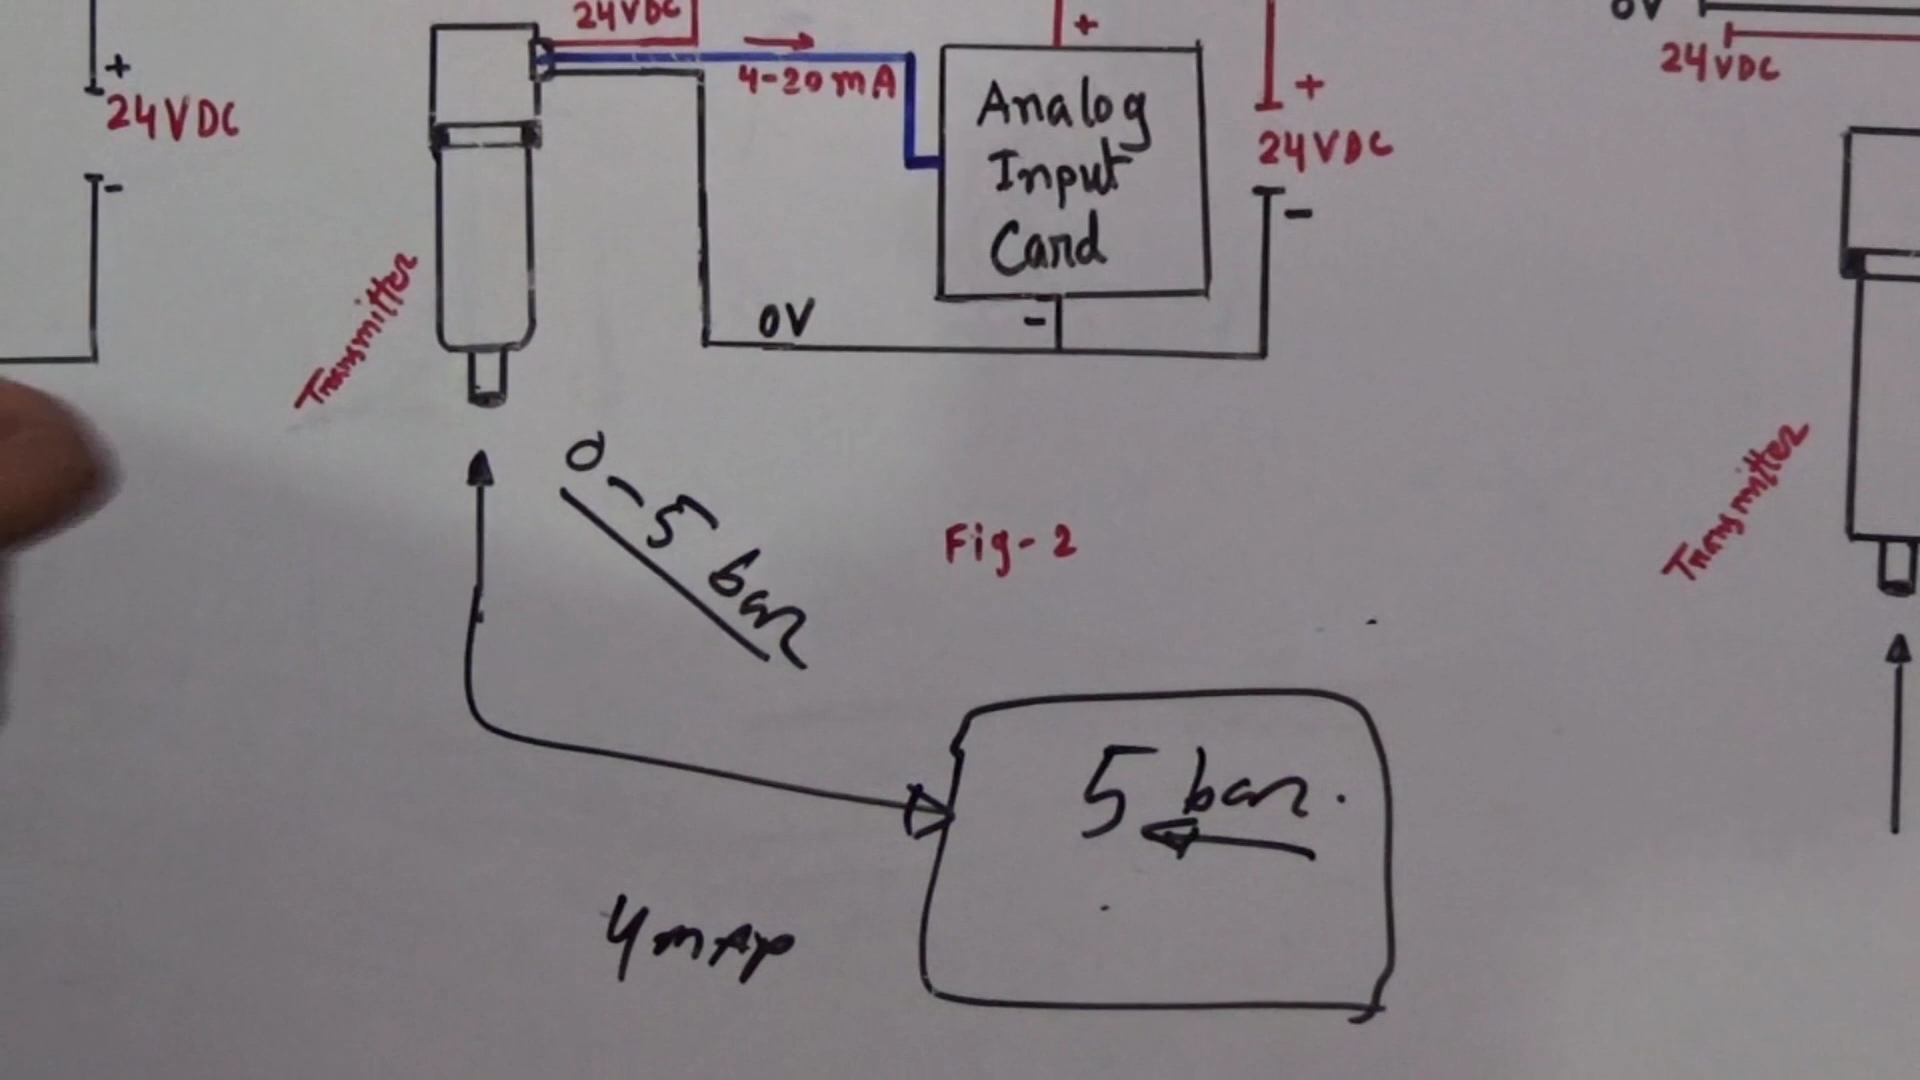 +
24VDC
-
24VDC
4-20mA
Transmitter
+
Analog
Input
Card
-
0V
+
24VDC
-
0V
24VDC
Transmitter
0-5 bar
Fig-2
5 bar.
4mAp